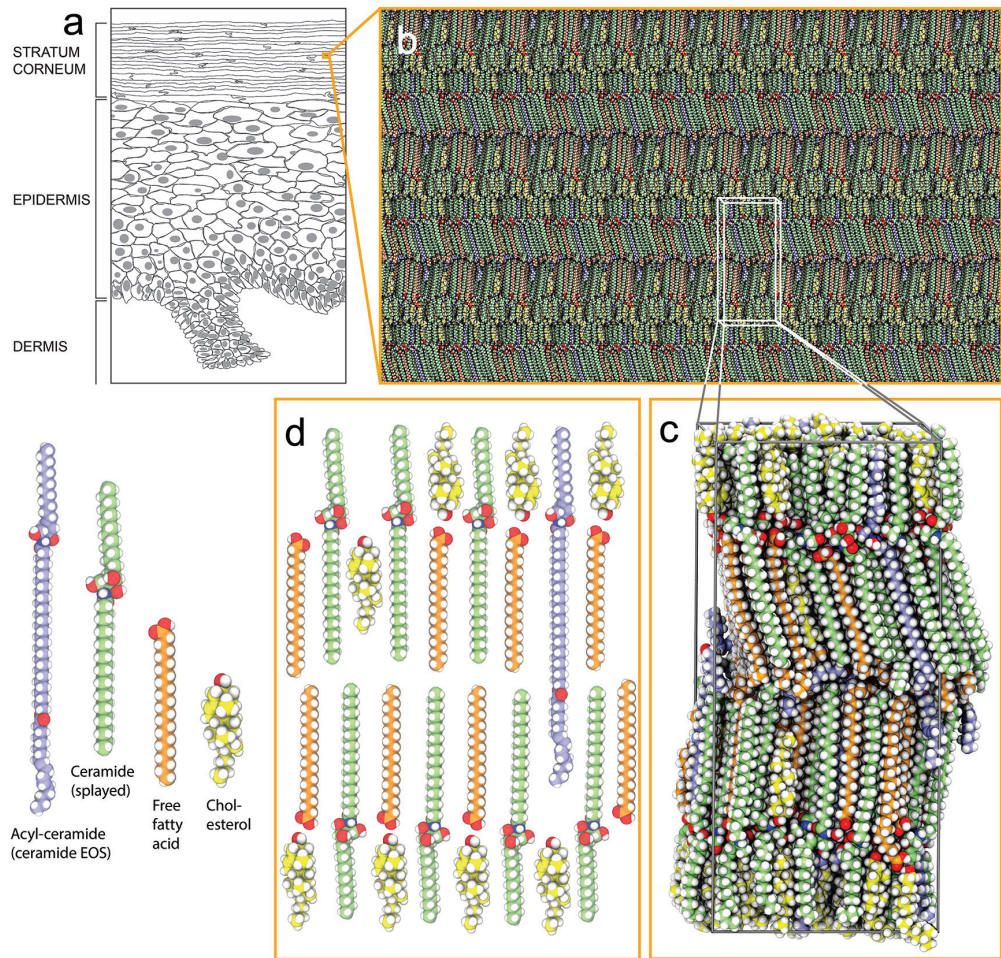 a
STRATUM
CORNEUM
EPIDERMIS
DERMIS
b
d
c
Acyl-ceramide
(ceramide EOS)
Ceramide
(splayed)
Free
fatty
acid
Chol-
esterol